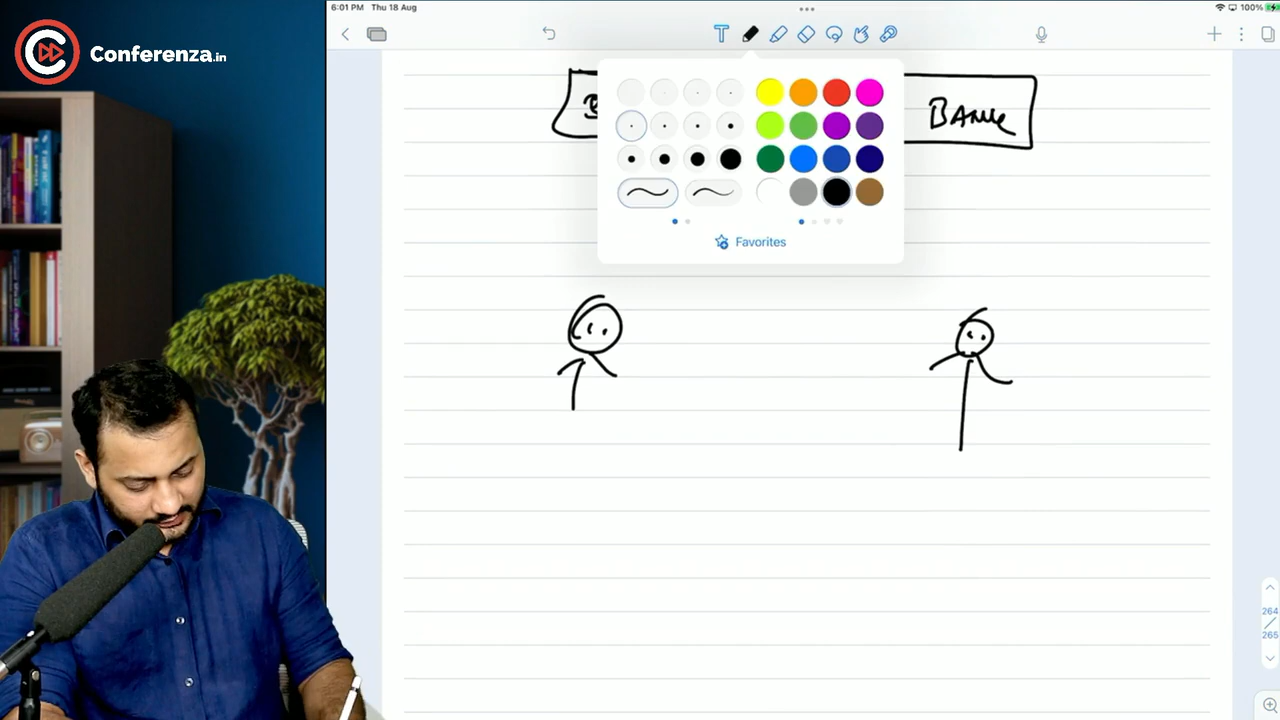 6:01 PM Thu 18 Aug
100%
Conferenza.in
T
BANK
Favorites
264
265